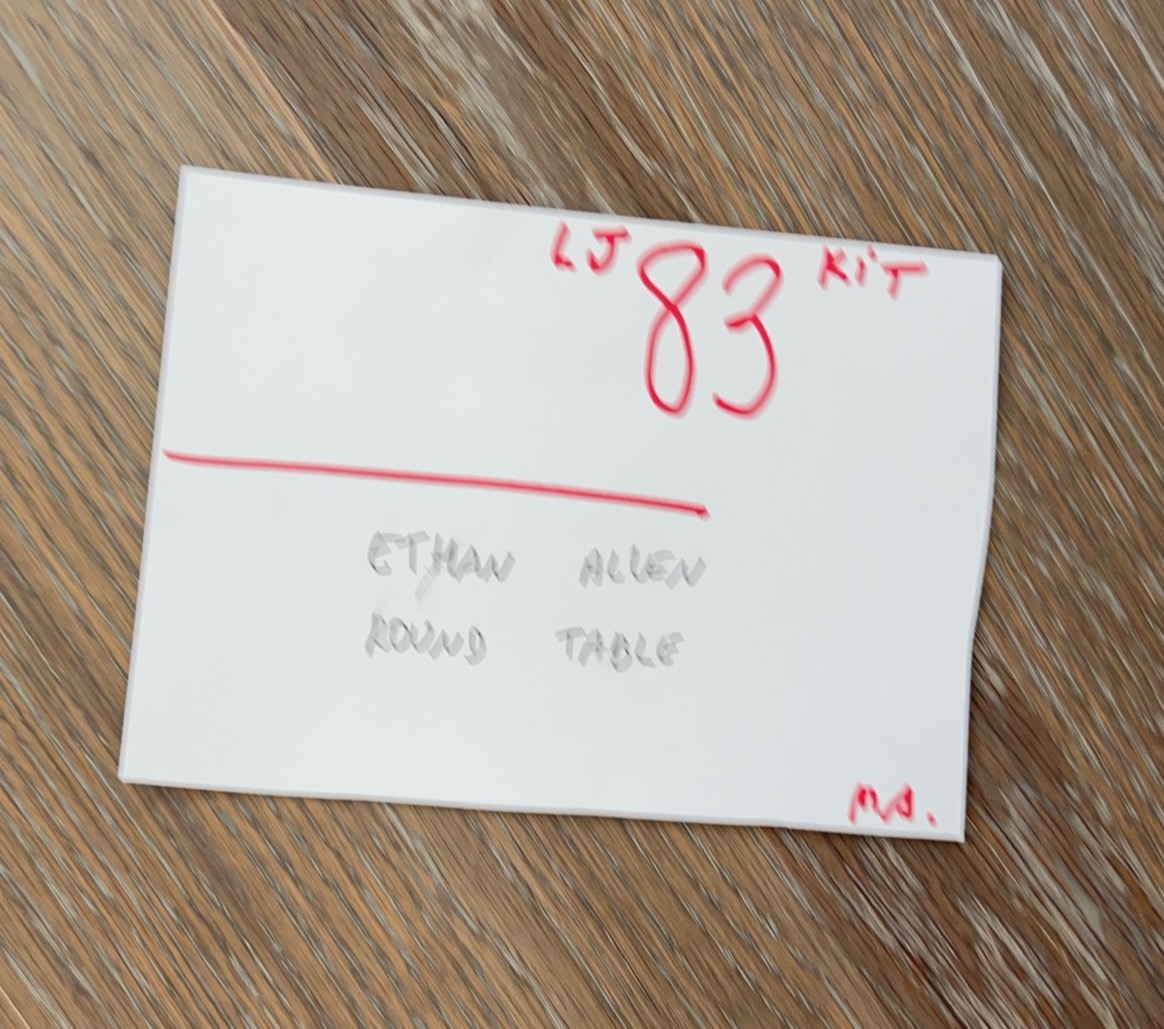 LJ 83 KiT
ETHAN ALLEN
ROUND TABLE